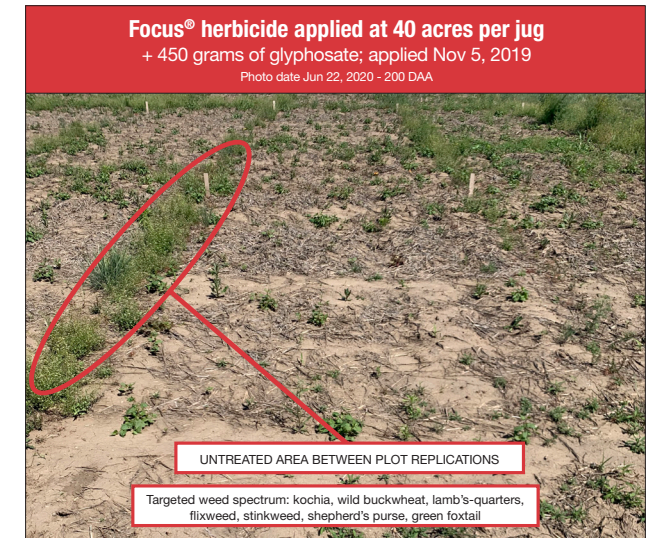 Focus® herbicide applied at 40 acres per jug
+ 450 grams of glyphosate; applied Nov 5, 2019
Photo date Jun 22, 2020 - 200 DAA
UNTREATED AREA BETWEEN PLOT REPLICATIONS
Targeted weed spectrum: kochia, wild buckwheat, lamb's-quarters,
flixweed, stinkweed, shepherd's purse, green foxtail